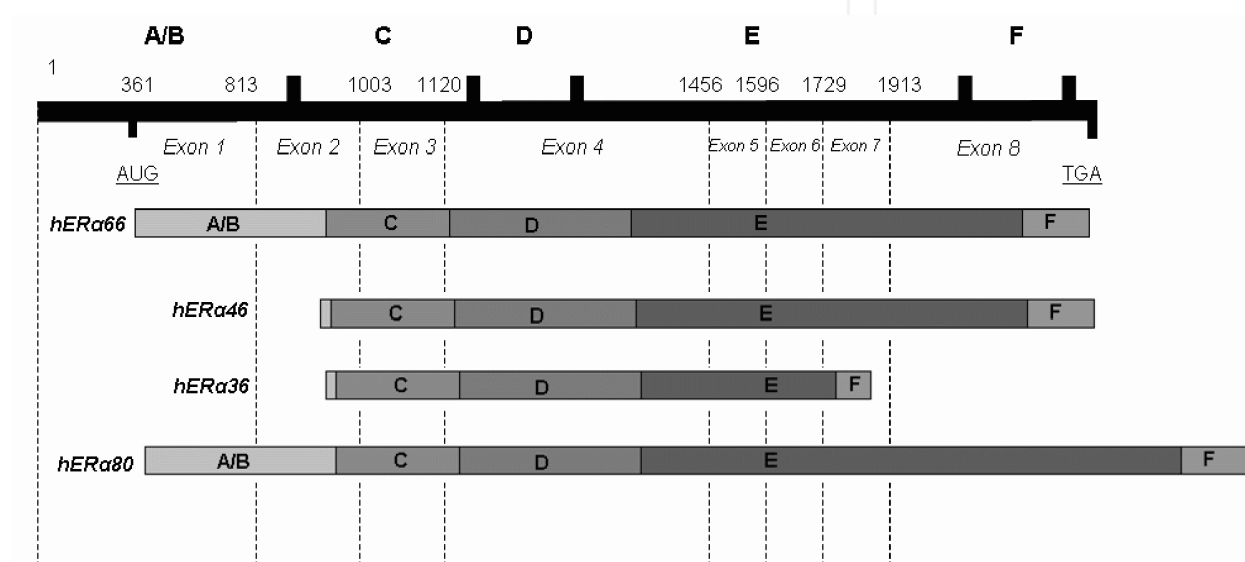 A/B C D E F
1
361 813 1003 1120 1456 1596 1729 1913
Exon 1 Exon 2 Exon 3 Exon 4 Exon 5 Exon 6 Exon 7 Exon 8
AUG TGA
hERα66 A/B C D E F
hERα46 C D E F
hERα36 C D E F
hERα80 A/B C D E F